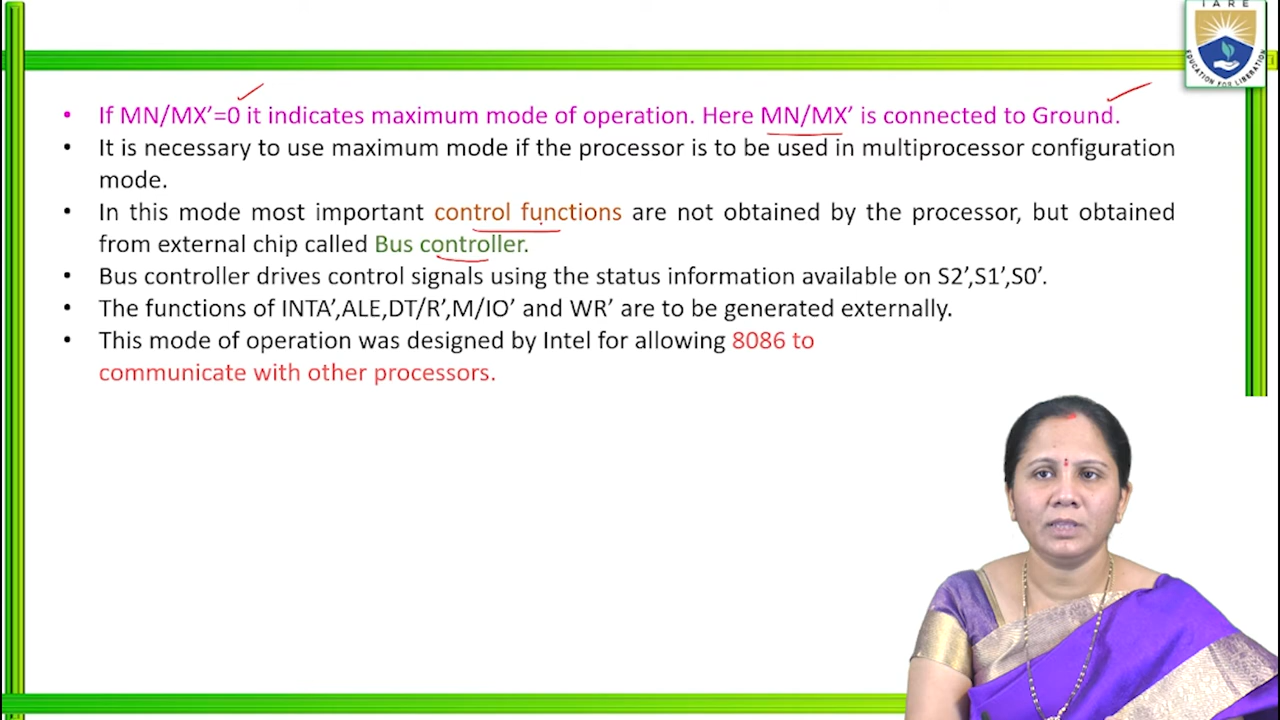 IARE
EDUCATION FOR LIBERATION
• If MN/MX’=0 it indicates maximum mode of operation. Here MN/MX’ is connected to Ground.
• It is necessary to use maximum mode if the processor is to be used in multiprocessor configuration
mode.
• In this mode most important control functions are not obtained by the processor, but obtained
from external chip called Bus controller.
• Bus controller drives control signals using the status information available on S2’,S1’,S0’.
• The functions of INTA’,ALE,DT/R’,M/IO’ and WR’ are to be generated externally.
• This mode of operation was designed by Intel for allowing 8086 to
communicate with other processors.